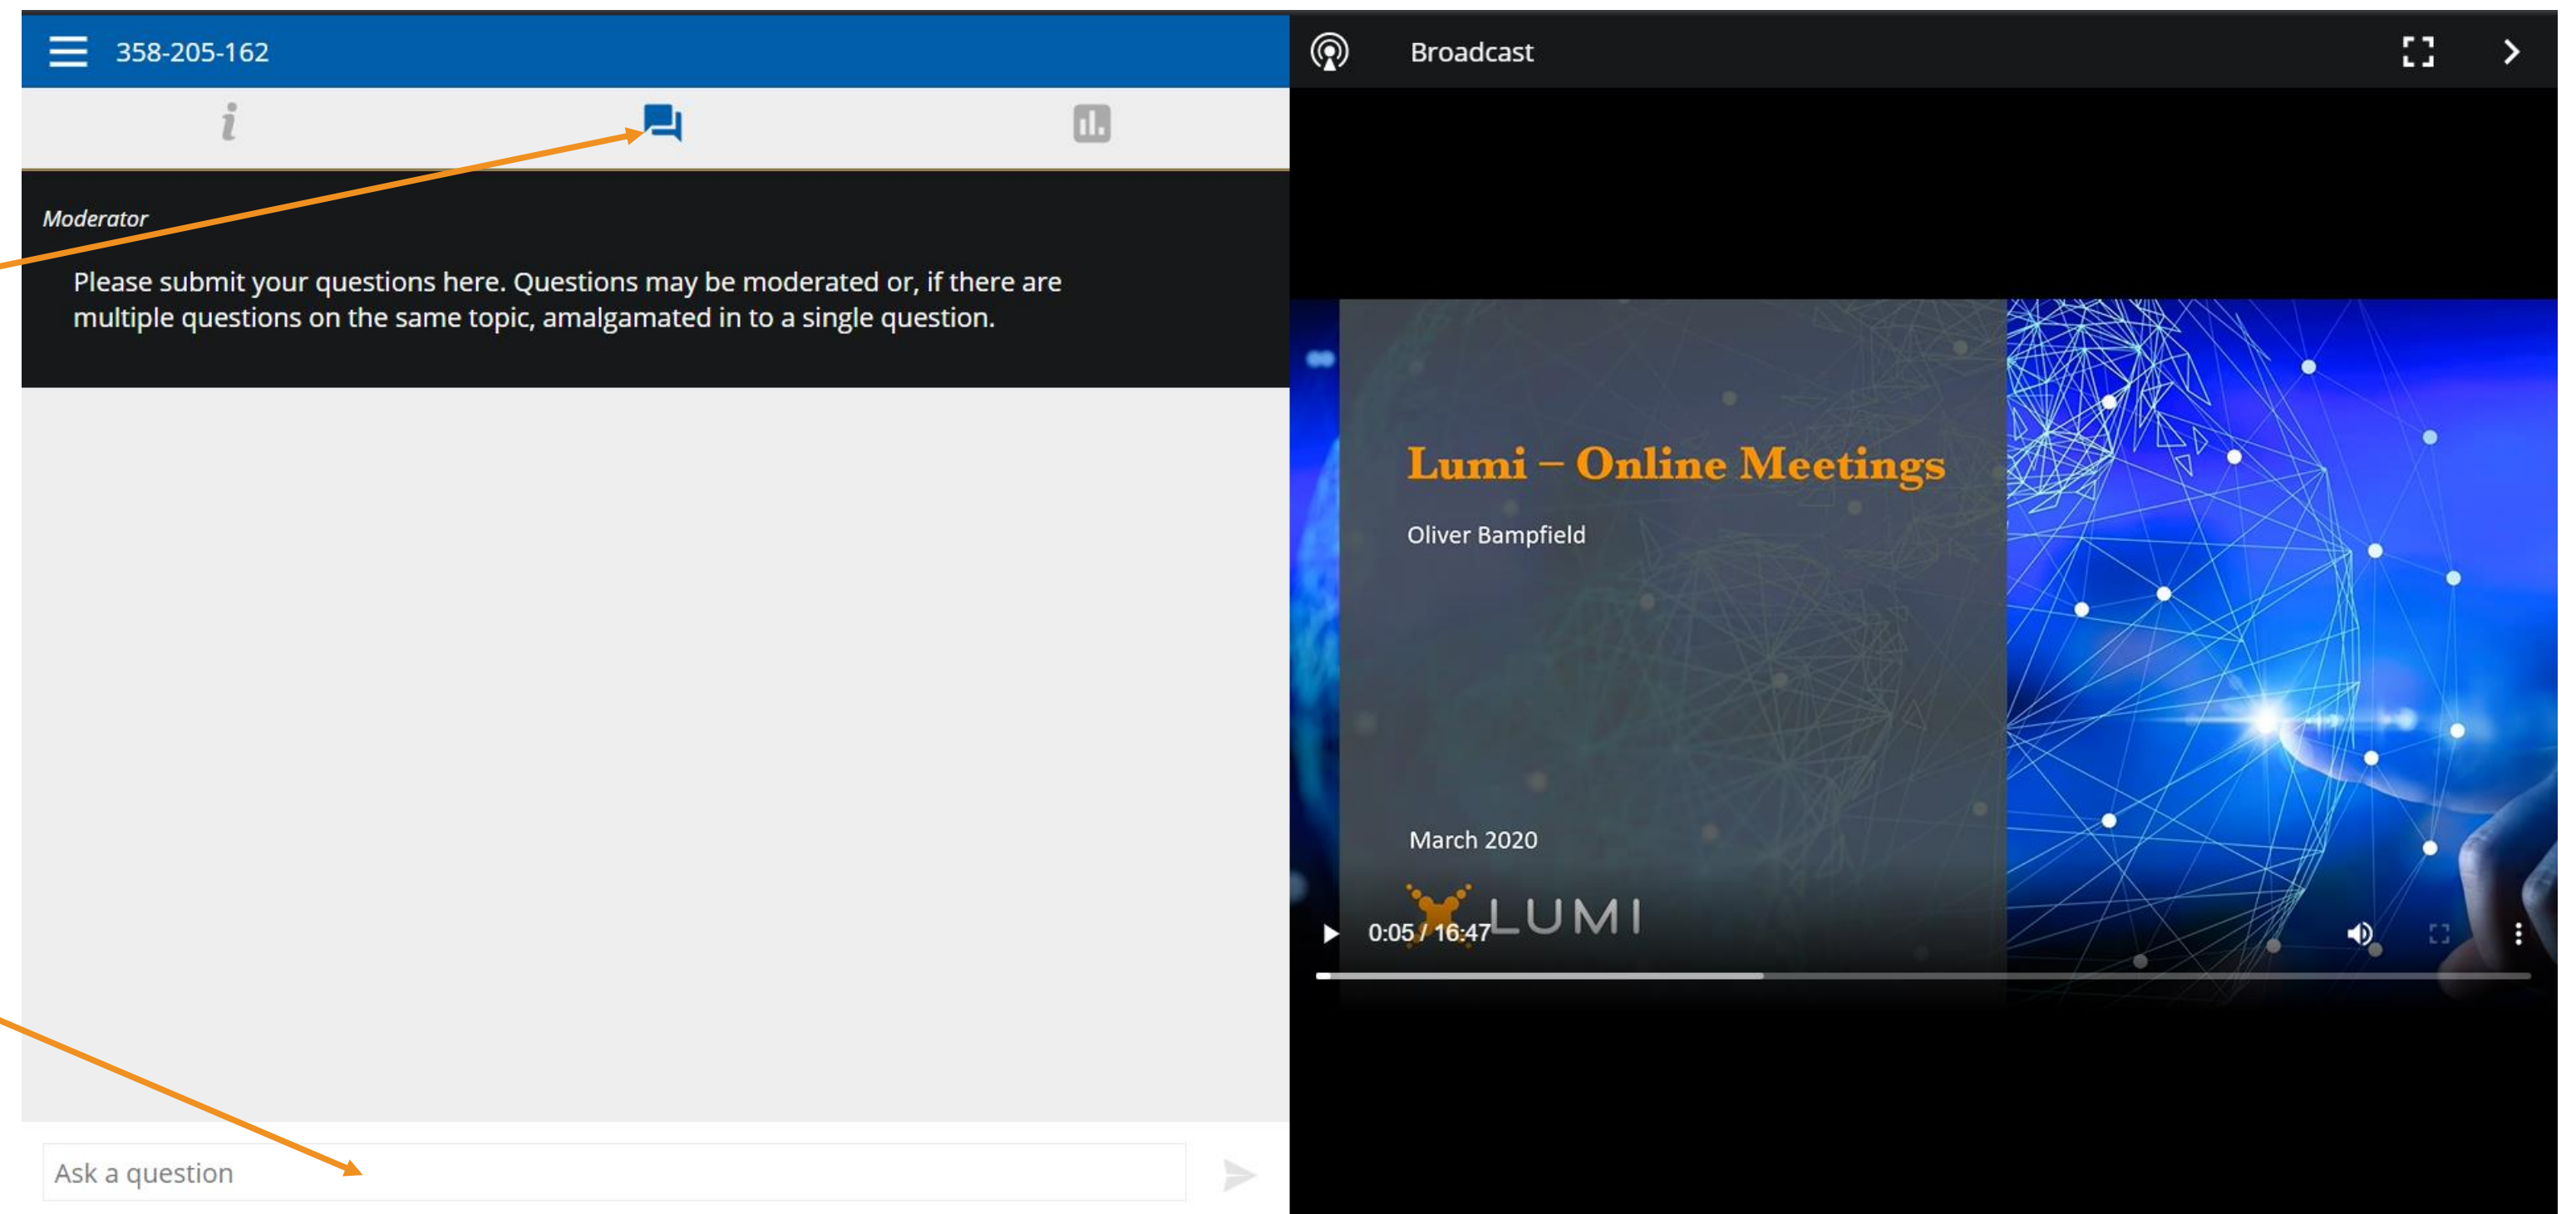 358-205-162
Moderator
Please submit your questions here. Questions may be moderated or, if there are
multiple questions on the same topic, amalgamated in to a single question.
Ask a question
Broadcast
Lumi – Online Meetings
Oliver Bampfield
March 2020
LUMI
0:05 / 16:47